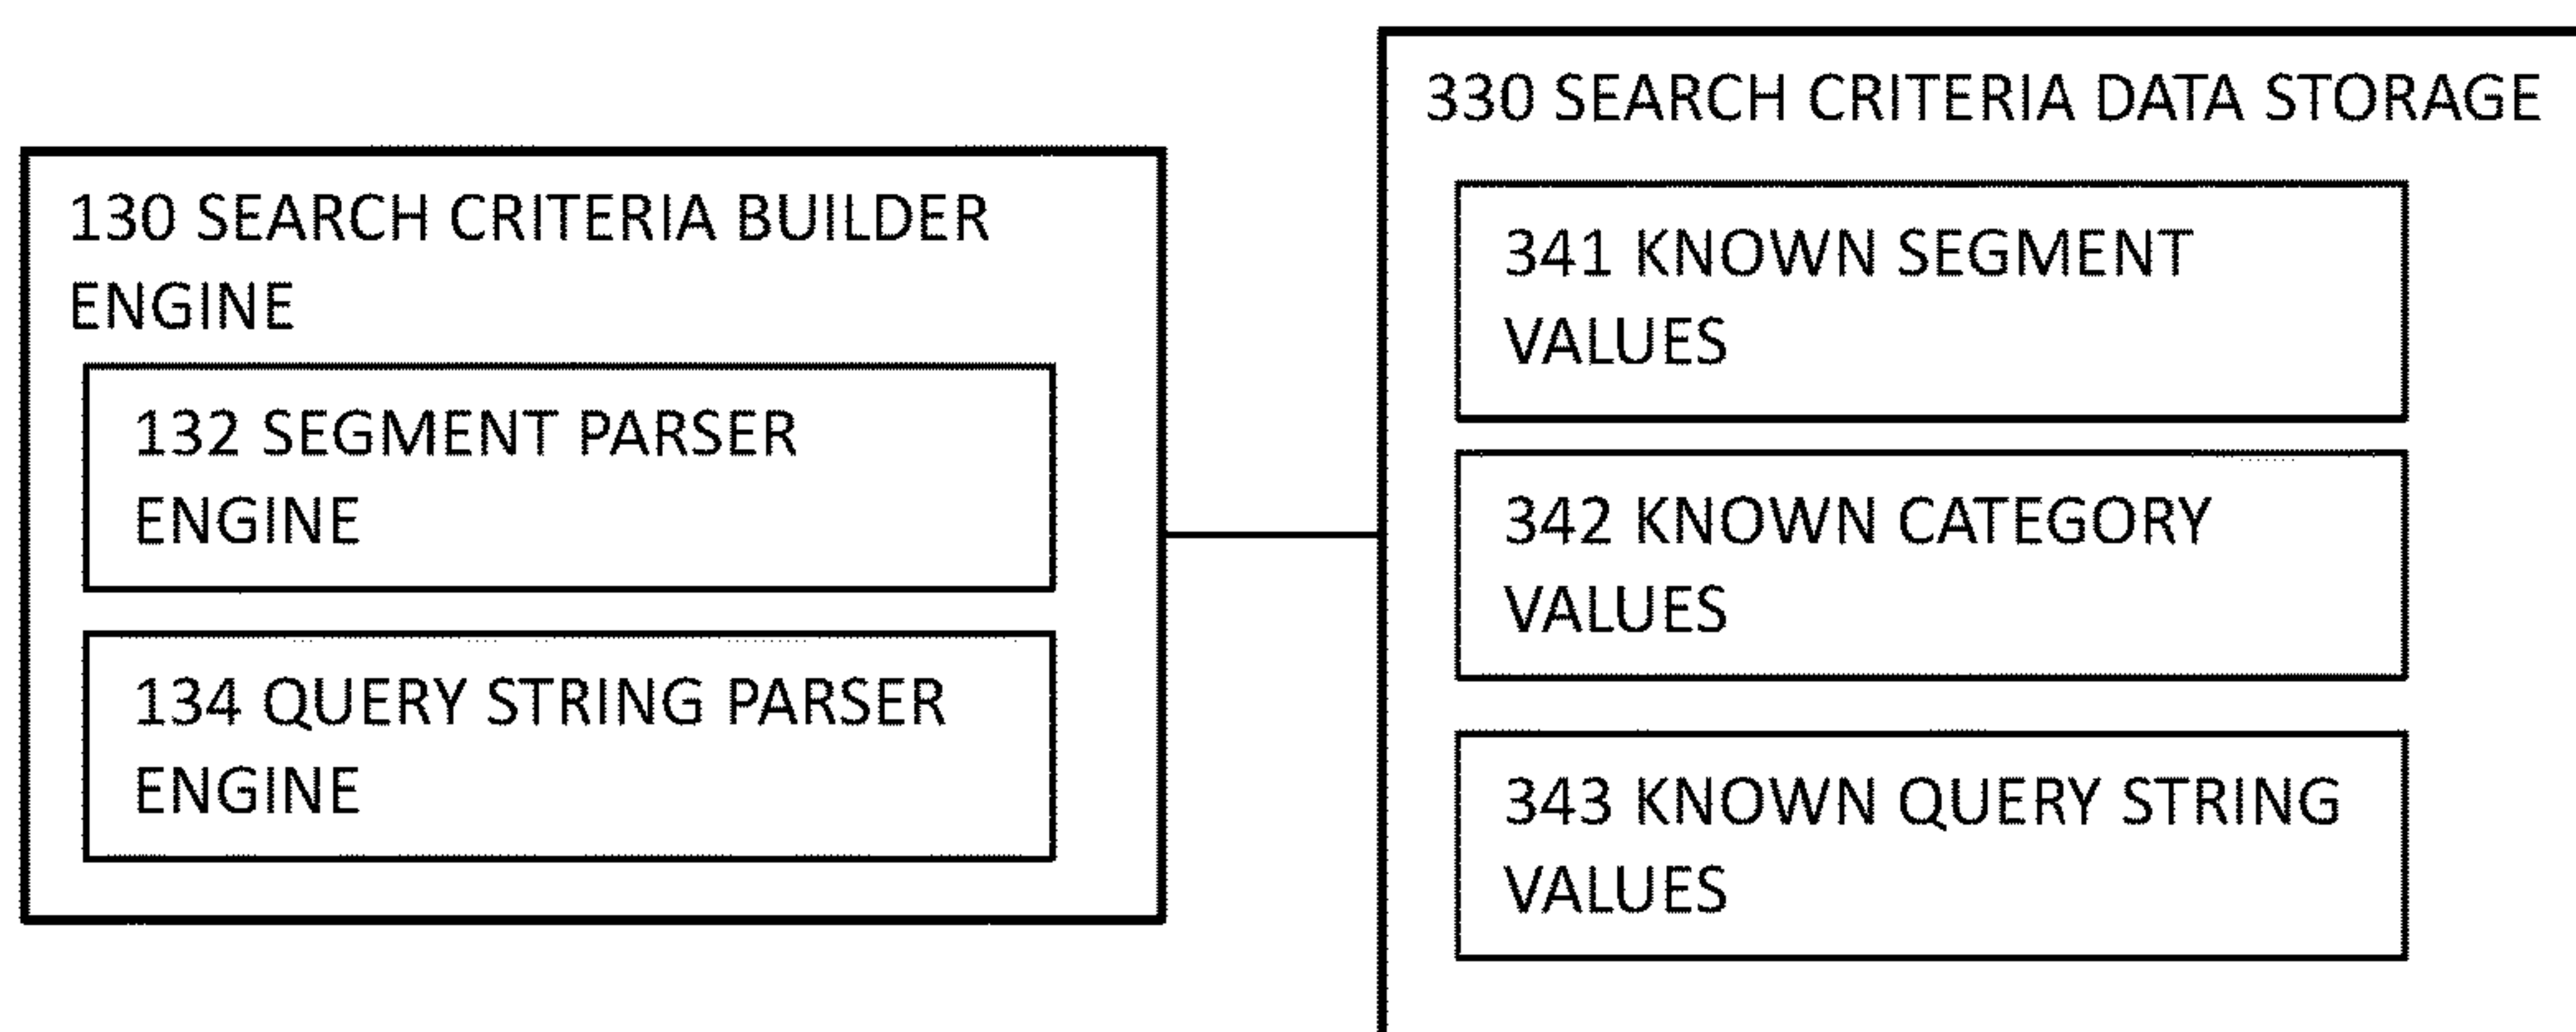 130 SEARCH CRITERIA BUILDER
ENGINE
132 SEGMENT PARSER
ENGINE
134 QUERY STRING PARSER
ENGINE
330 SEARCH CRITERIA DATA STORAGE
341 KNOWN SEGMENT
VALUES
342 KNOWN CATEGORY
VALUES
343 KNOWN QUERY STRING
VALUES